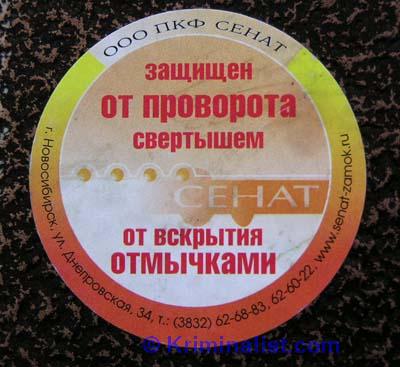 ООО ПКФ СЕНАТ
защищен
от проворота
свертышем
СЕНАТ
от вскрытия
отмычками
г. Новосибирск, ул. Днепровская, 34, т.: (3832) 62-68-83, 62-60-22, www.senat-zamok.ru
© Kriminalist.com